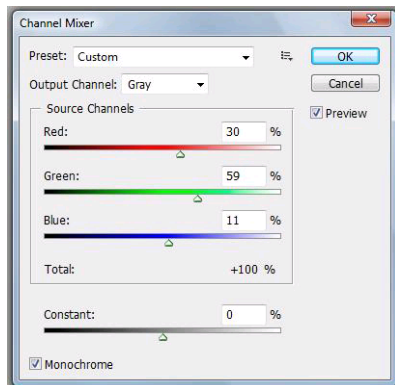 Channel Mixer
Preset: Custom
OK
Output Channel: Gray
Cancel
Source Channels
Preview
Red: 30 %
Green: 59 %
Blue: 11 %
Total: +100 %
Constant: 0 %
Monochrome